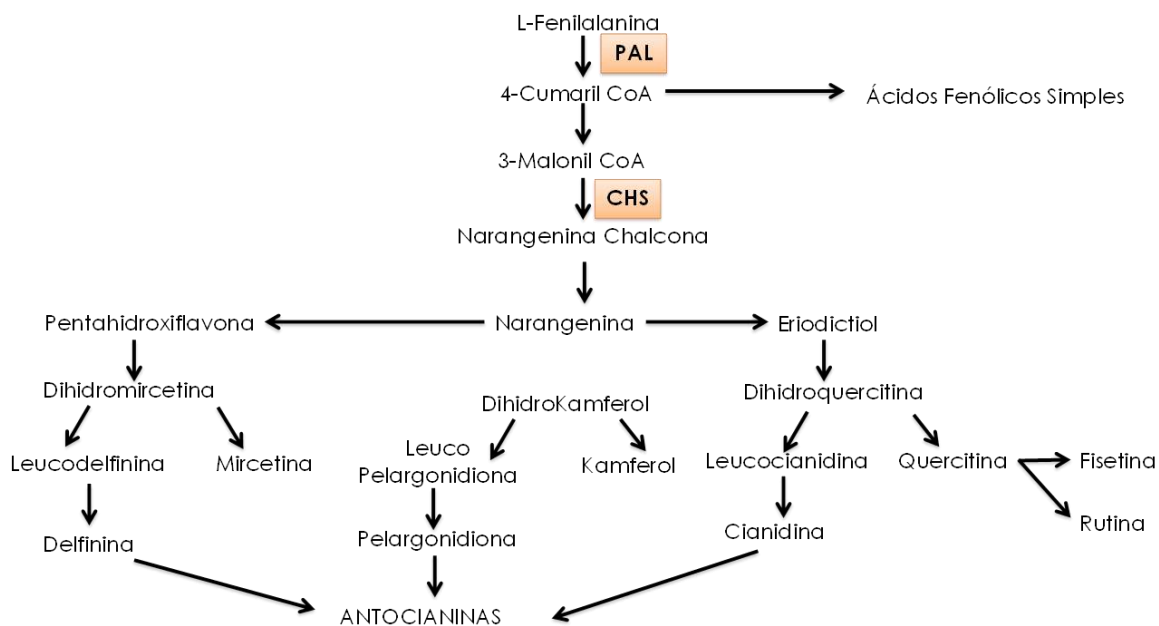 L-Fenilalanina
PAL
4-Cumaril CoA
Ácidos Fenólicos Simples
3-Malonil CoA
CHS
Narangenina Chalcona
Pentahidroxiflavona
Narangenina
Eriodictiol
Dihidromircetina
DihidroKamferol
Dihidroquercitina
Leucodelfinina
Mircetina
Leuco
Pelargonidiona
Kamferol
Leucocianidina
Quercitina
Fisetina
Rutina
Delfinina
Pelargonidiona
Cianidina
ANTOCIANINAS